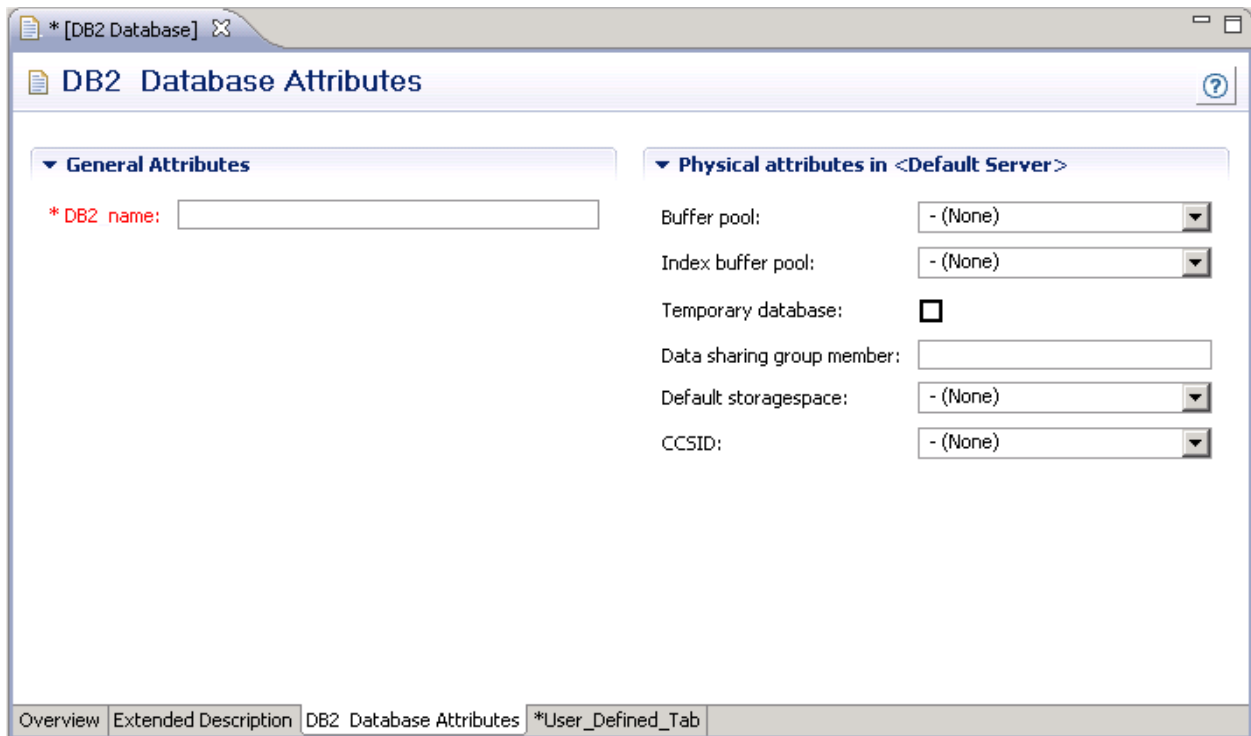 * [DB2 Database]
DB2 Database Attributes
General Attributes
* DB2 name:
Physical attributes in <Default Server>
Buffer pool: - (None)
Index buffer pool: - (None)
Temporary database:
Data sharing group member:
Default storagespace: - (None)
CCSID: - (None)
Overview Extended Description DB2 Database Attributes *User_Defined_Tab